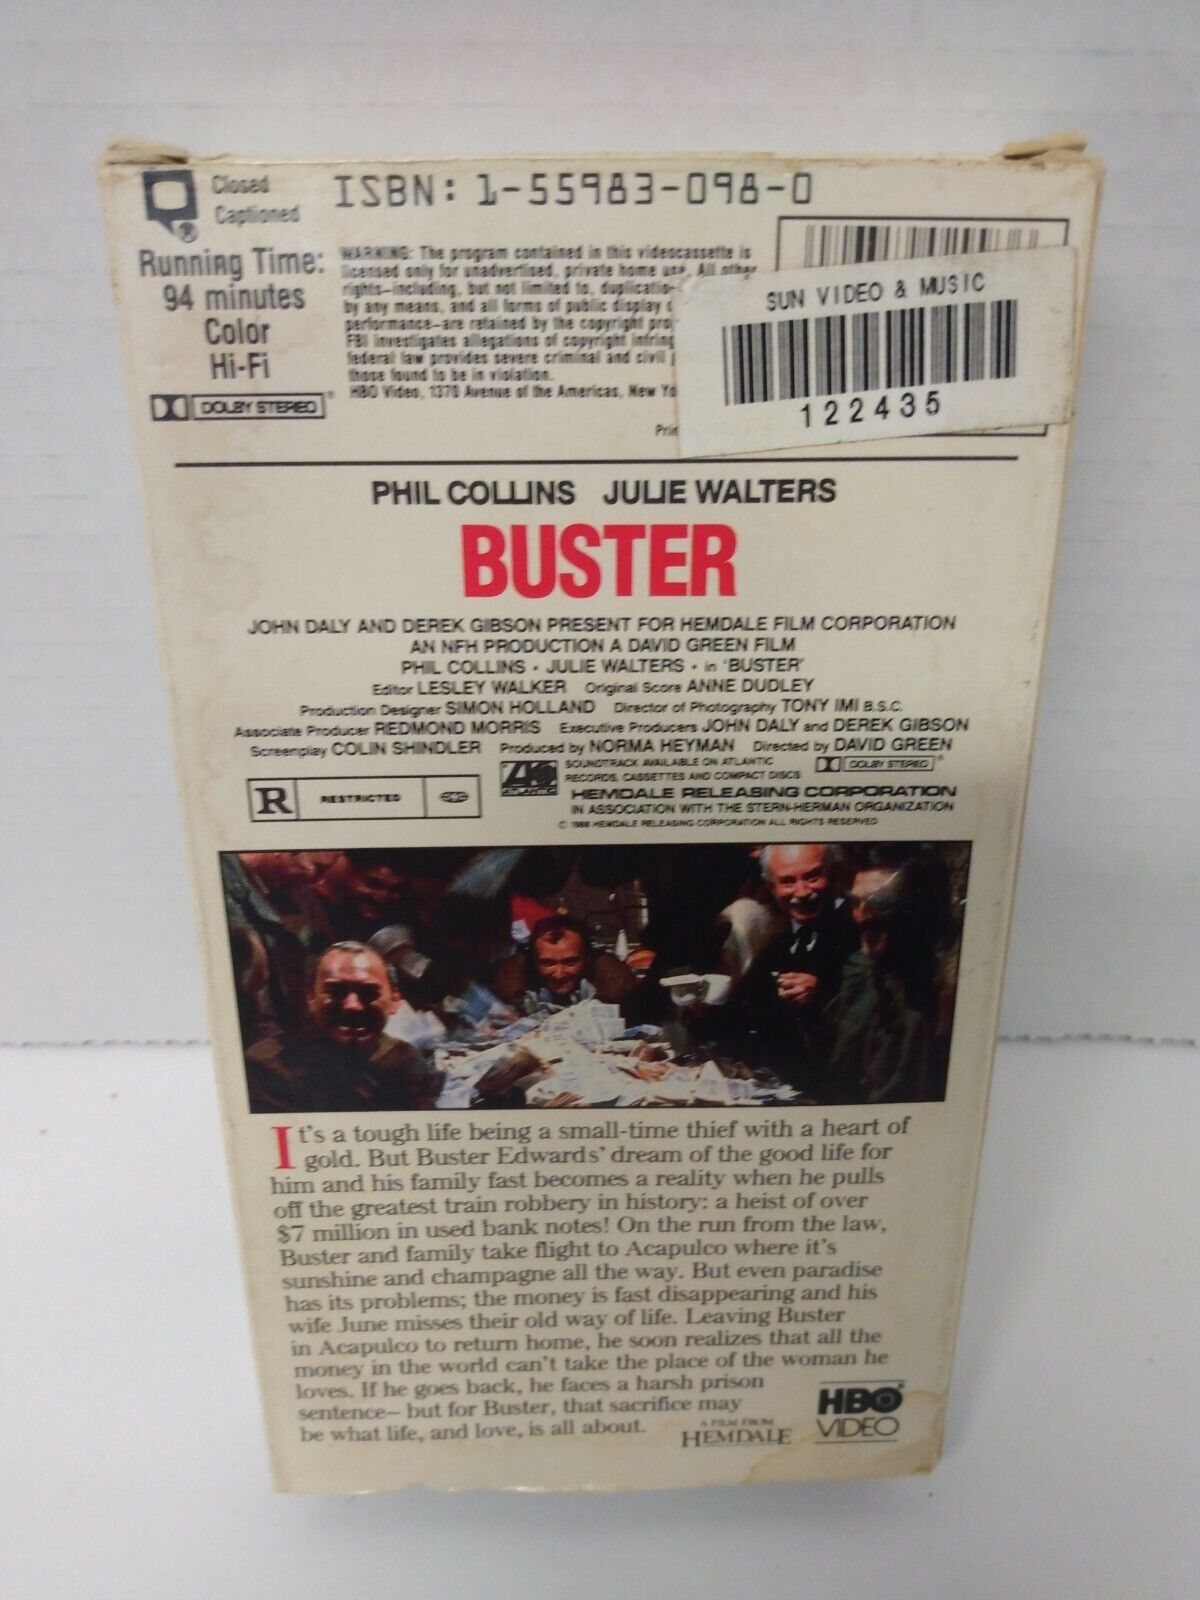 Closed
Captioned
ISBN: 1-55983-098-0
Running Time:
94 minutes
Color
Hi-Fi
DOLBY STEREO
WARNING: The program contained in this videocassette is
licensed only for unadvertised, private home use. All other
rights—including, but not limited to, duplicatio
by any means, and all forms of public display
performance—are retained by the copyright
FBI investigates allegations of copyright infring
federal law provides severe criminal and civil
those found to be in violation.
HBO Video, 1370 Avenue of the Americas, New Yo
SUN VIDEO & MUSIC
122435
PHIL COLLINS JULIE WALTERS
BUSTER
JOHN DALY AND DEREK GIBSON PRESENT FOR HEMDALE FILM CORPORATION
AN NFH PRODUCTION A DAVID GREEN FILM
PHIL COLLINS • JULIE WALTERS • in 'BUSTER'
Editor LESLEY WALKER Original Score ANNE DUDLEY
Production Designer SIMON HOLLAND Director of Photography TONY IMI B.S.C.
Associate Producer REDMOND MORRIS Executive Producers JOHN DALY and DEREK GIBSON
Screenplay COLIN SHINDLER Produced by NORMA HEYMAN Directed by DAVID GREEN
R RESTRICTED
ATLANTIC
SOUNDTRACK AVAILABLE ON ATLANTIC
RECORDS, CASSETTES AND COMPACT DISCS
DOLBY STEREO
HEMDALE RELEASING CORPORATION
IN ASSOCIATION WITH THE STERN-HERMAN ORGANIZATION
© 1988 HEMDALE RELEASING CORPORATION ALL RIGHTS RESERVED
It's a tough life being a small-time thief with a heart of
gold. But Buster Edwards' dream of the good life for
him and his family fast becomes a reality when he pulls
off the greatest train robbery in history: a heist of over
$7 million in used bank notes! On the run from the law,
Buster and family take flight to Acapulco where it's
sunshine and champagne all the way. But even paradise
has its problems; the money is fast disappearing and his
wife June misses their old way of life. Leaving Buster
in Acapulco to return home, he soon realizes that all the
money in the world can't take the place of the woman he
loves. If he goes back, he faces a harsh prison
sentence—but for Buster, that sacrifice may
be what life, and love, is all about.
A FILM FROM
HEMDALE
HBO
VIDEO